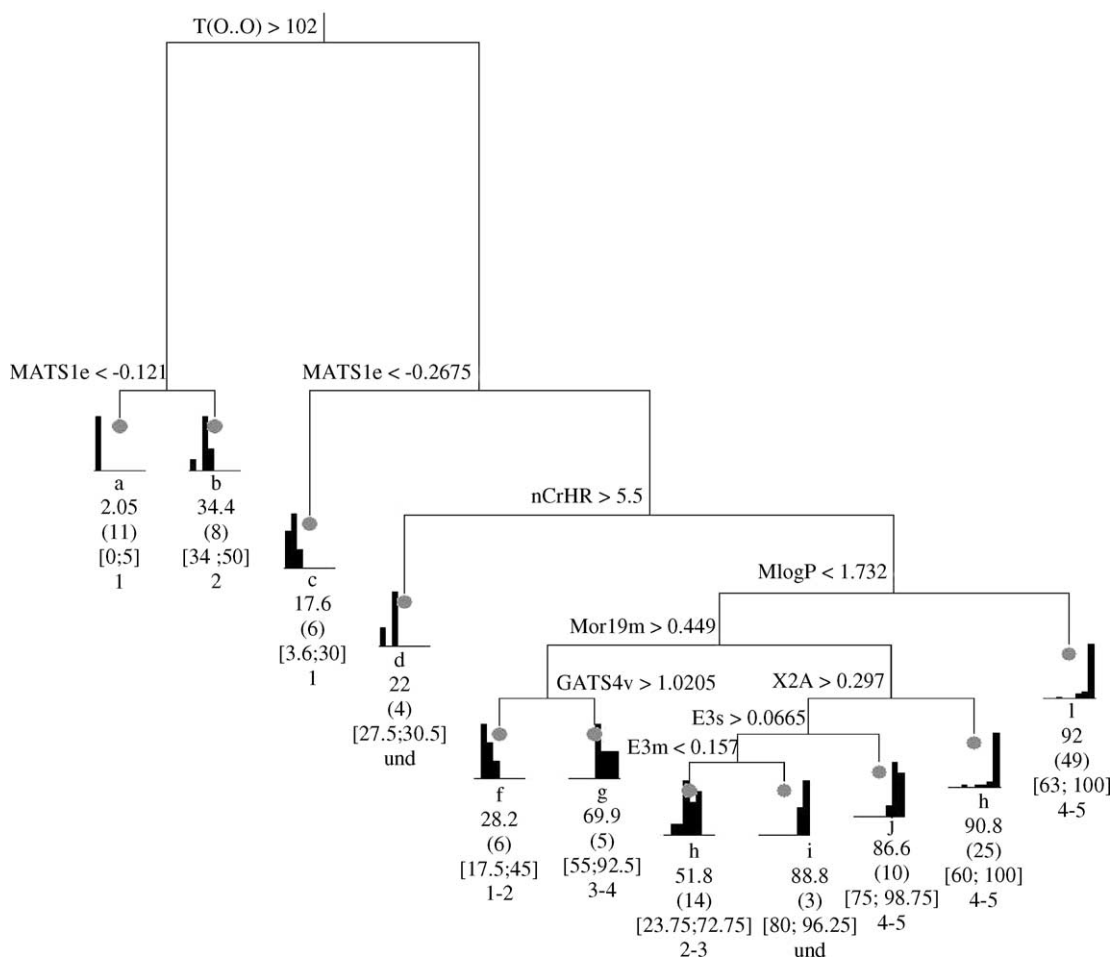 T(O..O) > 102
MATS1e < -0.121
MATS1e < -0.2675
a
2.05
(11)
[0;5]
1
b
34.4
(8)
[34 ;50]
2
nCrHR > 5.5
c
17.6
(6)
[3.6;30]
1
MlogP < 1.732
d
22
(4)
[27.5;30.5]
und
Mor19m > 0.449
GATS4v > 1.0205
X2A > 0.297
E3s > 0.0665
E3m < 0.157
f
28.2
(6)
[17.5;45]
1-2
g
69.9
(5)
[55;92.5]
3-4
h
51.8
(14)
[23.75;72.75]
2-3
i
88.8
(3)
[80; 96.25]
und
j
86.6
(10)
[75; 98.75]
4-5
h
90.8
(25)
[60; 100]
4-5
l
92
(49)
[63; 100]
4-5